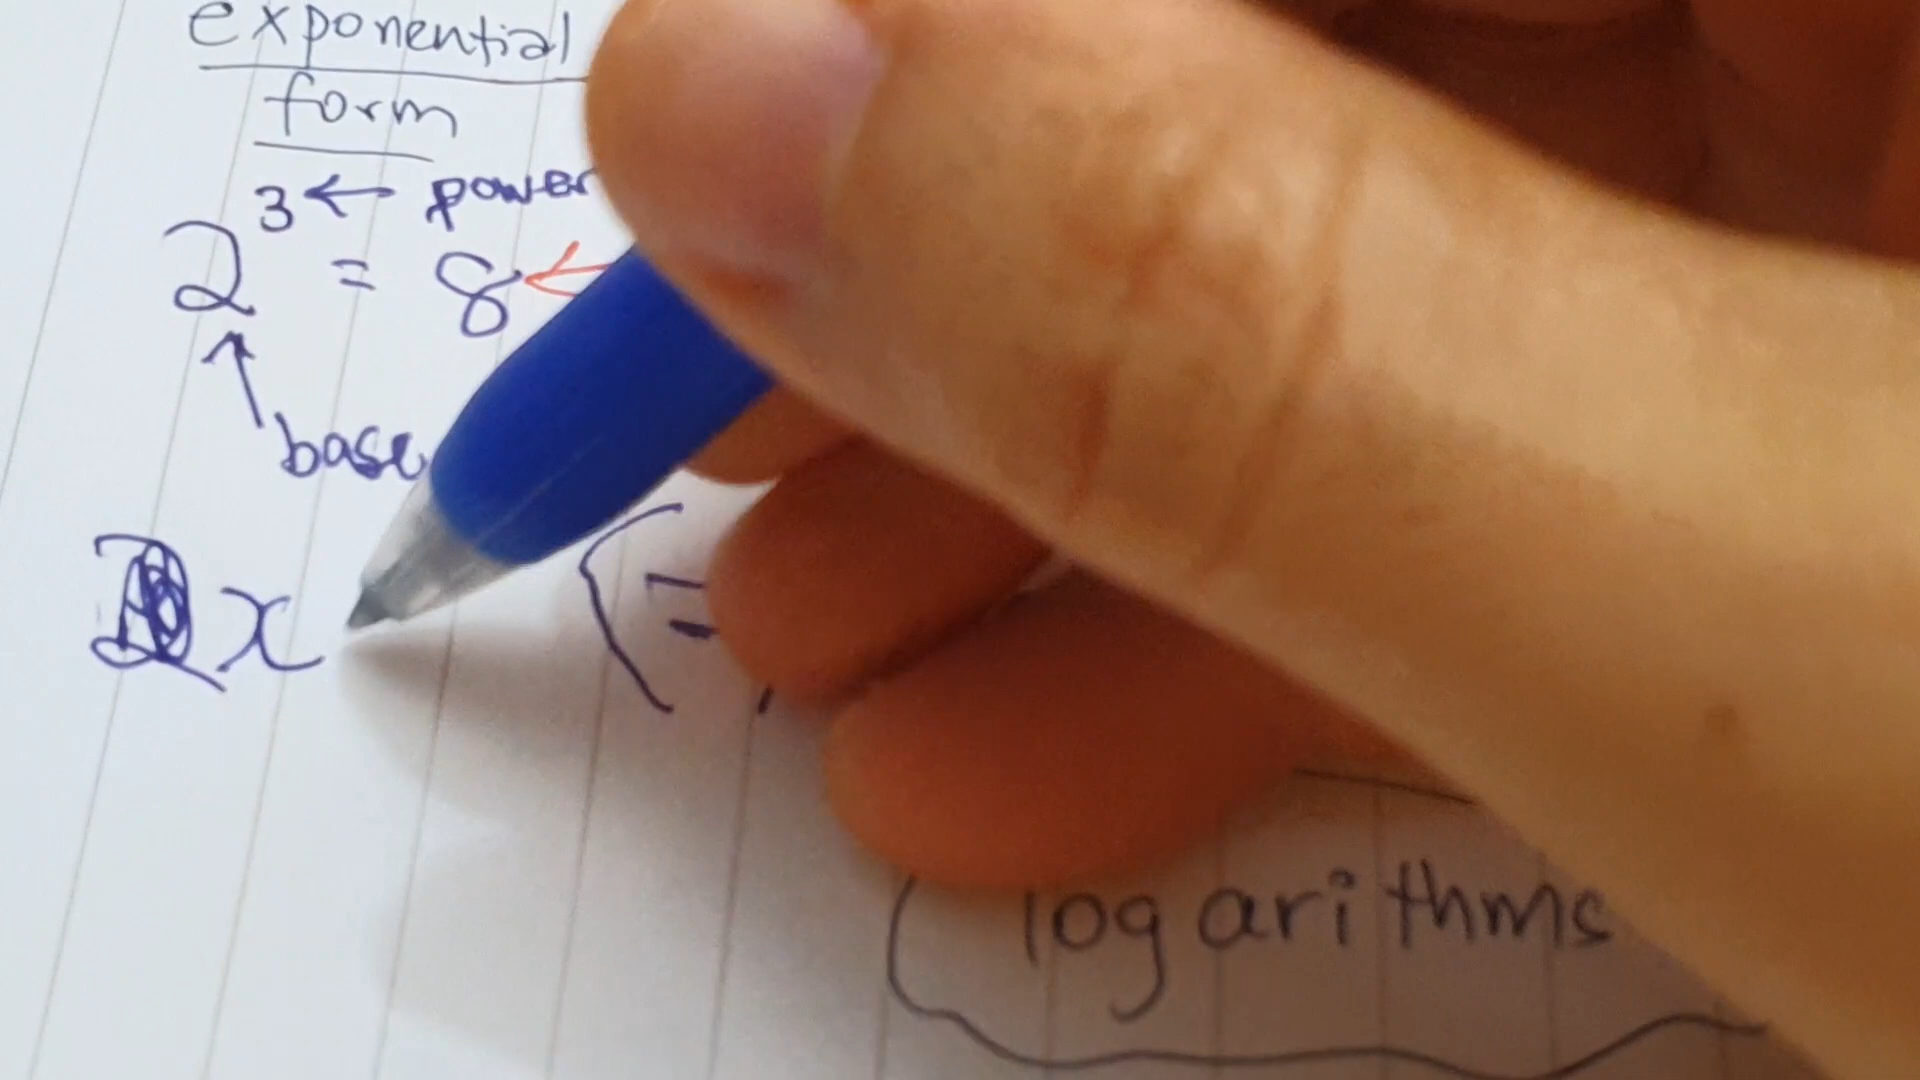 exponential
form
3 ← power
2 = 8 ←
↑
base
x ( =
logarithms